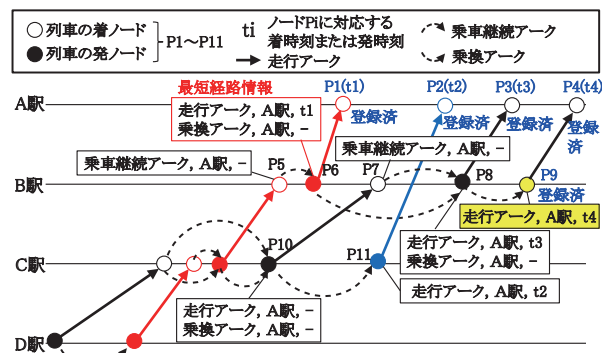 列車の着ノード
列車の発ノード
P1～P11
ti
ノードPiに対応する
着時刻または発時刻
走行アーク
乗車継続アーク
乗換アーク
最短経路情報
P1(t1)
P2(t2)
P3(t3)
P4(t4)
A駅
走行アーク, A駅, t1
乗換アーク, A駅, -
登録済
登録済
登録済
登録
済
乗車継続アーク, A駅, -
乗車継続アーク, A駅, -
P5
P6
P7
P8
P9
B駅
登録済
走行アーク, A駅, t4
走行アーク, A駅, t3
乗換アーク, A駅, -
P10
P11
C駅
走行アーク, A駅, t2
走行アーク, A駅, -
乗換アーク, A駅, -
D駅